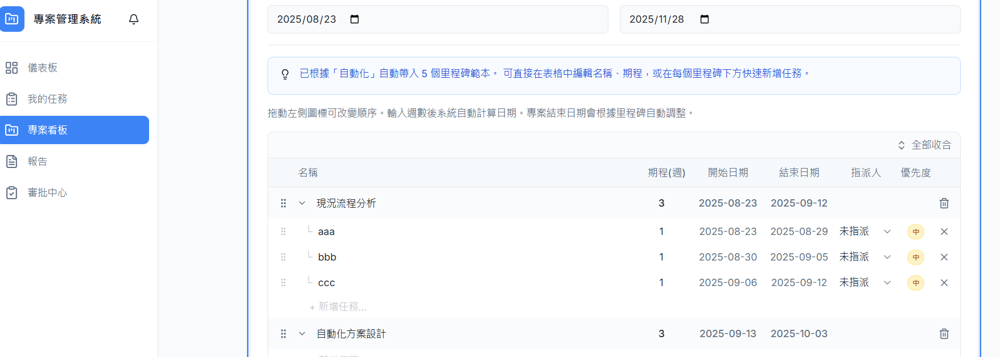 專案管理系統
儀表板
我的任務
專案看板
報告
審批中心
2025/08/23
2025/11/28
已根據「自動化」自動帶入 5 個里程碑範本。 可直接在表格中編輯名稱、期程，或在每個里程碑下方快速新增任務。
拖動左側圖標可改變順序。輸入週數後系統自動計算日期。專案結束日期會根據里程碑自動調整。
全部收合
名稱 期程(週) 開始日期 結束日期 指派人 優先度
現況流程分析 3 2025-08-23 2025-09-12
aaa 1 2025-08-23 2025-08-29 未指派 中
bbb 1 2025-08-30 2025-09-05 未指派 中
ccc 1 2025-09-06 2025-09-12 未指派 中
+ 新增任務...
自動化方案設計 3 2025-09-13 2025-10-03